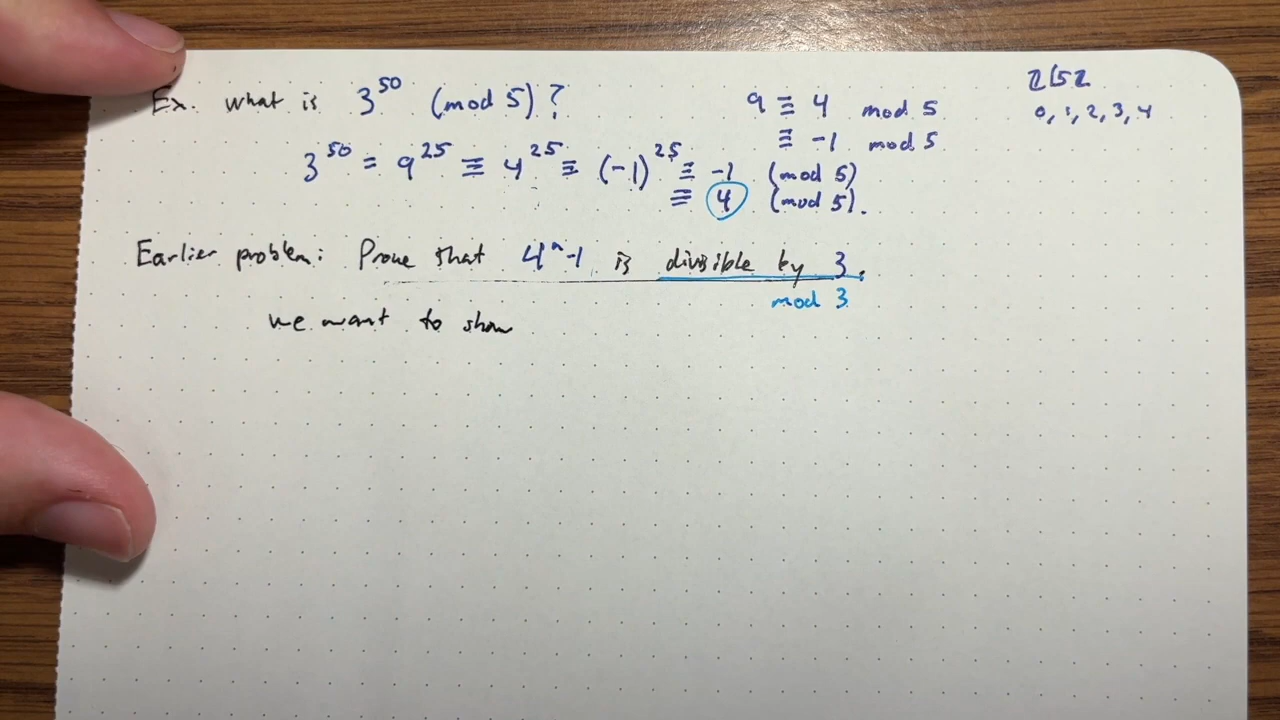 Ex. what is 3^50 (mod 5)?
3^50 = 9^25 ≡ 4^25 ≡ (-1)^25 ≡ -1 (mod 5)
≡ 4 (mod 5).
9 ≡ 4 mod 5
≡ -1 mod 5
ℤ/5ℤ
0, 1, 2, 3, 4
Earlier problem: Prove that 4^n-1 is divisible by 3.
mod 3
we want to show